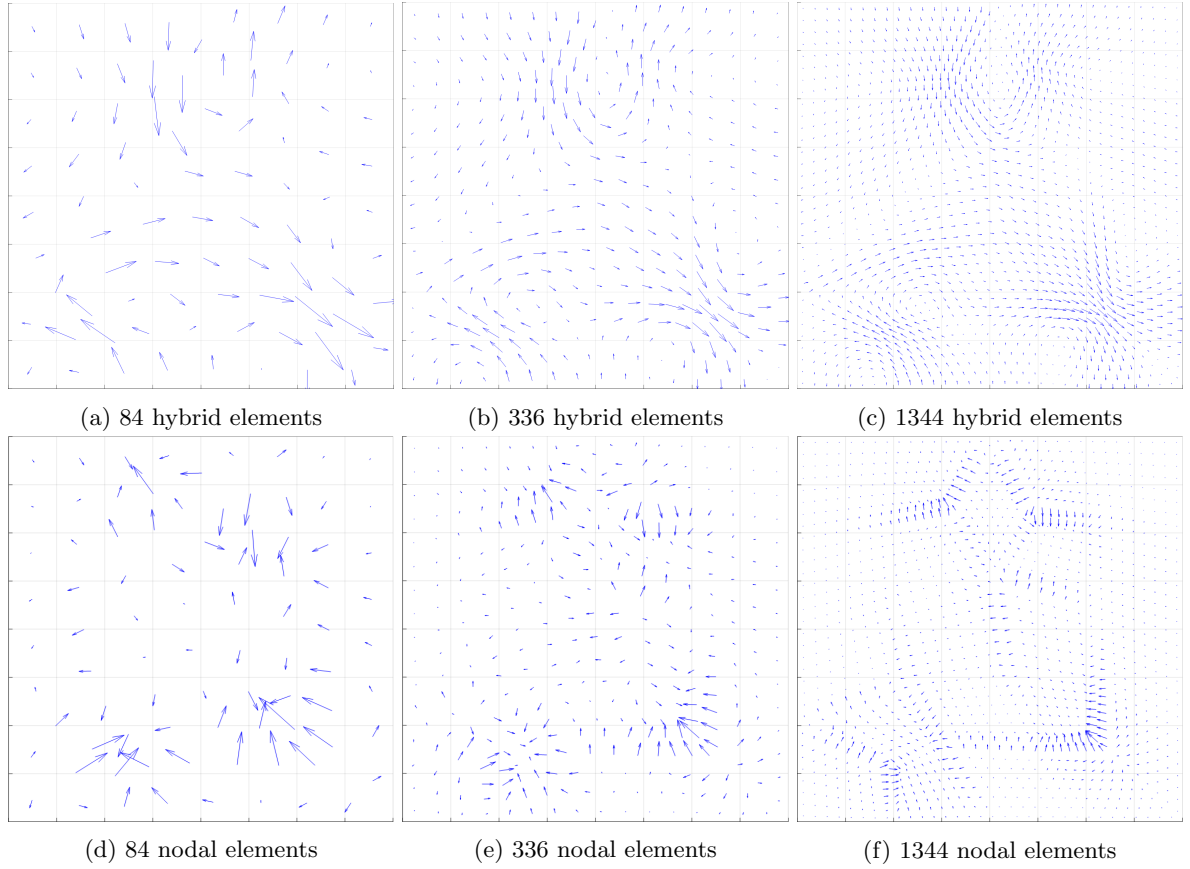 (a) 84 hybrid elements
(b) 336 hybrid elements
(c) 1344 hybrid elements
(d) 84 nodal elements
(e) 336 nodal elements
(f) 1344 nodal elements